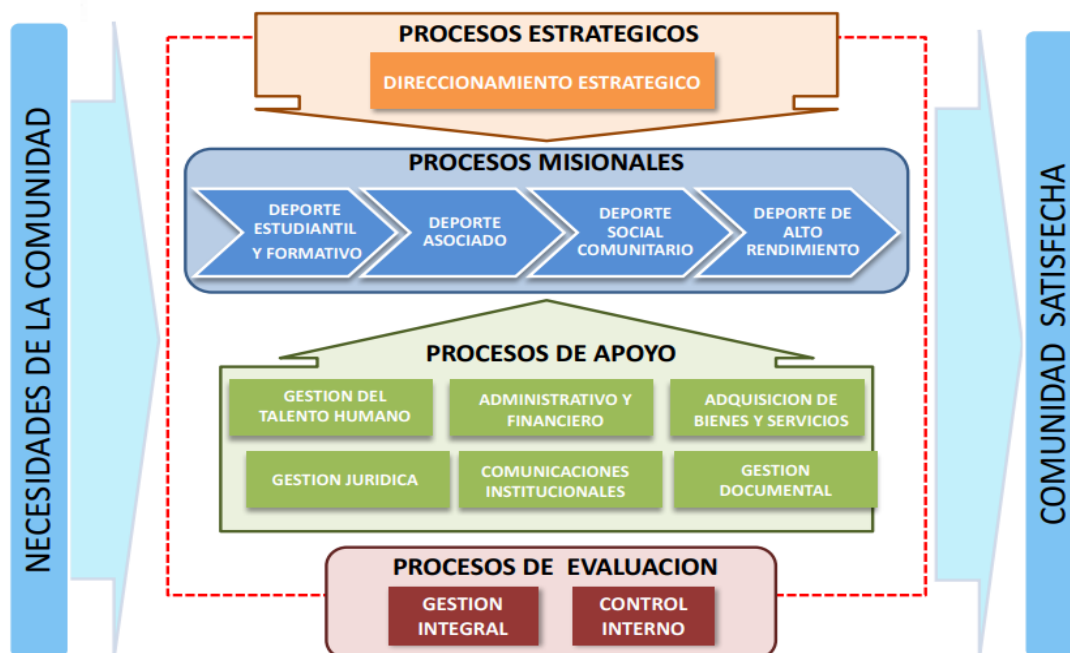 NECESIDADES DE LA COMUNIDAD
PROCESOS ESTRATEGICOS
DIRECCIONAMIENTO ESTRATEGICO
PROCESOS MISIONALES
DEPORTE
ESTUDIANTIL
Y FORMATIVO
DEPORTE
ASOCIADO
DEPORTE
SOCIAL
COMUNITARIO
DEPORTE DE
ALTO
RENDIMIENTO
PROCESOS DE APOYO
GESTION DEL
TALENTO HUMANO
ADMINISTRATIVO Y
FINANCIERO
ADQUISICION DE
BIENES Y SERVICIOS
GESTION JURIDICA
COMUNICACIONES
INSTITUCIONALES
GESTION
DOCUMENTAL
PROCESOS DE EVALUACION
GESTION
INTEGRAL
CONTROL
INTERNO
COMUNIDAD SATISFECHA